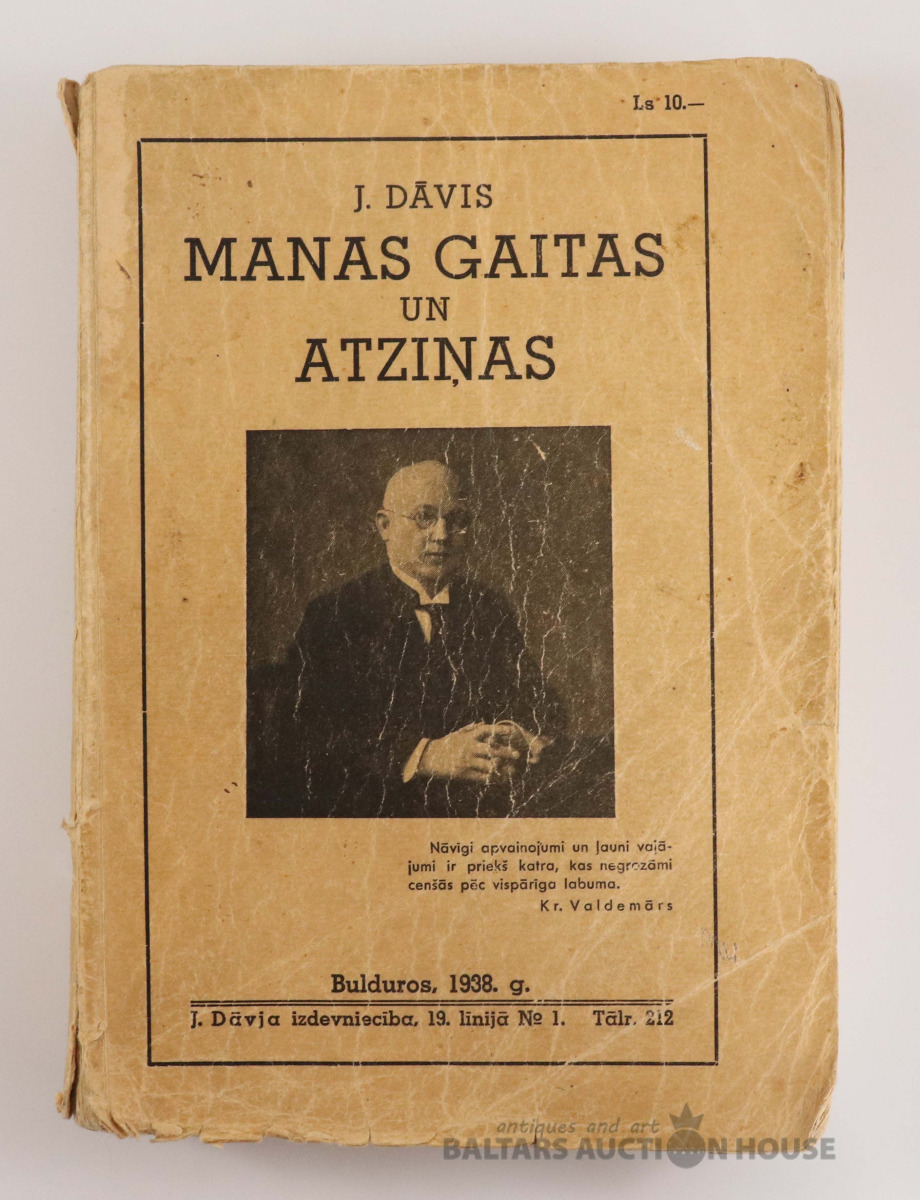 Ls 10.—
J. DĀVIS
MANAS GAITAS
UN
ATZIŅAS
Nāvīgi apvainojumi un ļauni vajā-
jumi ir priekš katra, kas negrozāmi
cenšās pēc vispārīga labuma.
Kr. Valdemārs
Bulduros, 1938. g.
J. Dāvja izdevniecība, 19. līnijā № 1. Tālr. 212
antiques and art
BALTARS AUCTION HOUSE